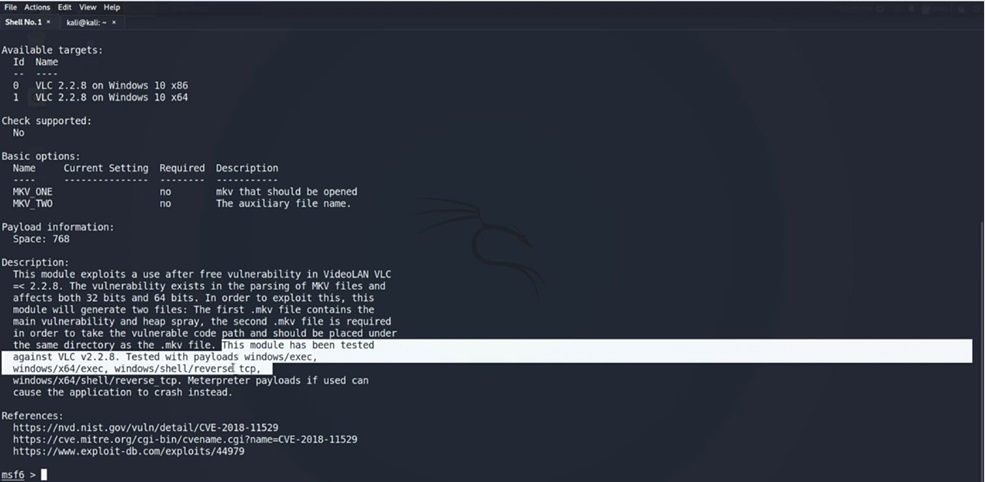 File Actions Edit View Help
Shell No.1 × kali@kali: ~ ×
Available targets:
Id Name
-- ----
0 VLC 2.2.8 on Windows 10 x86
1 VLC 2.2.8 on Windows 10 x64
Check supported:
No
Basic options:
Name Current Setting Required Description
---- --------------- -------- -----------
MKV_ONE no mkv that should be opened
MKV_TWO no The auxiliary file name.
Payload information:
Space: 768
Description:
This module exploits a use after free vulnerability in VideoLAN VLC
=< 2.2.8. The vulnerability exists in the parsing of MKV files and
affects both 32 bits and 64 bits. In order to exploit this, this
module will generate two files: The first .mkv file contains the
main vulnerability and heap spray, the second .mkv file is required
in order to take the vulnerable code path and should be placed under
the same directory as the .mkv file. This module has been tested
against VLC v2.2.8. Tested with payloads windows/exec,
windows/x64/exec, windows/shell/reverse_tcp,
windows/x64/shell/reverse_tcp. Meterpreter payloads if used can
cause the application to crash instead.
References:
https://nvd.nist.gov/vuln/detail/CVE-2018-11529
https://cve.mitre.org/cgi-bin/cvename.cgi?name=CVE-2018-11529
https://www.exploit-db.com/exploits/44979
msf6 >